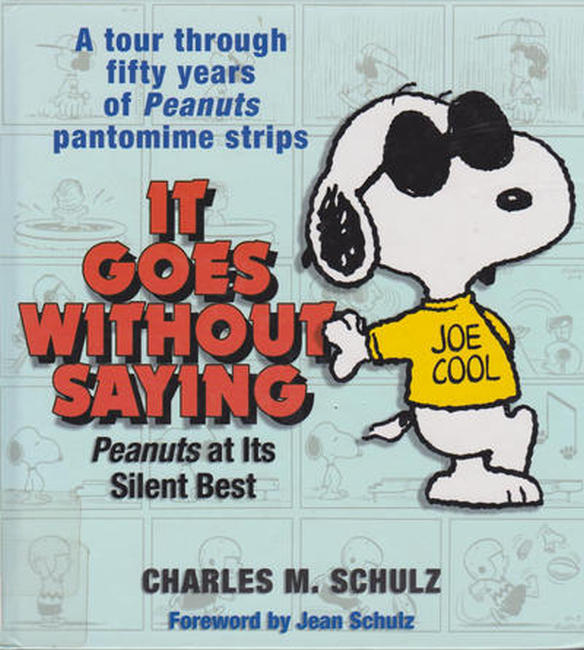 A tour through
fifty years
of Peanuts
pantomime strips
IT
GOES
WITHOUT
SAYING
Peanuts at Its
Silent Best
JOE
COOL
CHARLES M. SCHULZ
Foreword by Jean Schulz